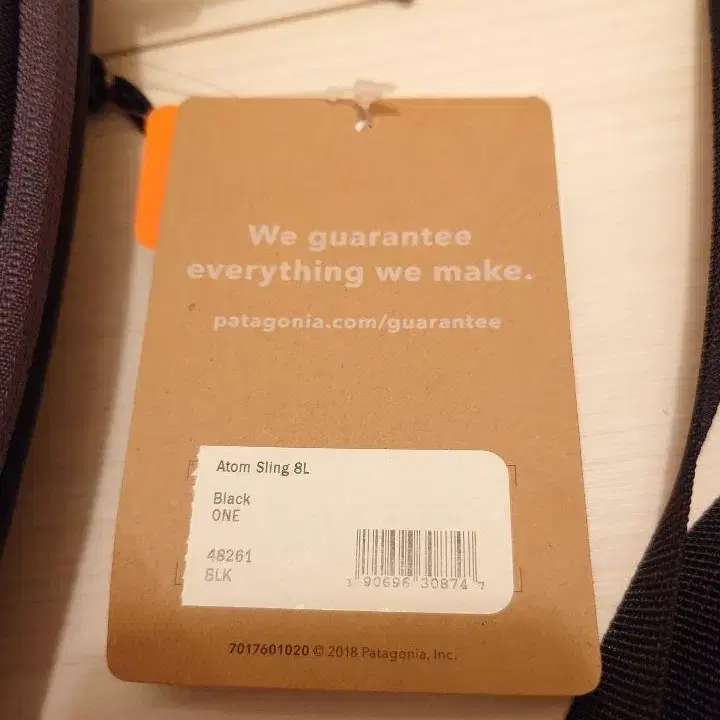 We guarantee
everything we make.
patagonia.com/guarantee
Atom Sling 8L
Black
ONE
48261
BLK
1 90696 30874 7
7017601020 © 2018 Patagonia, Inc.